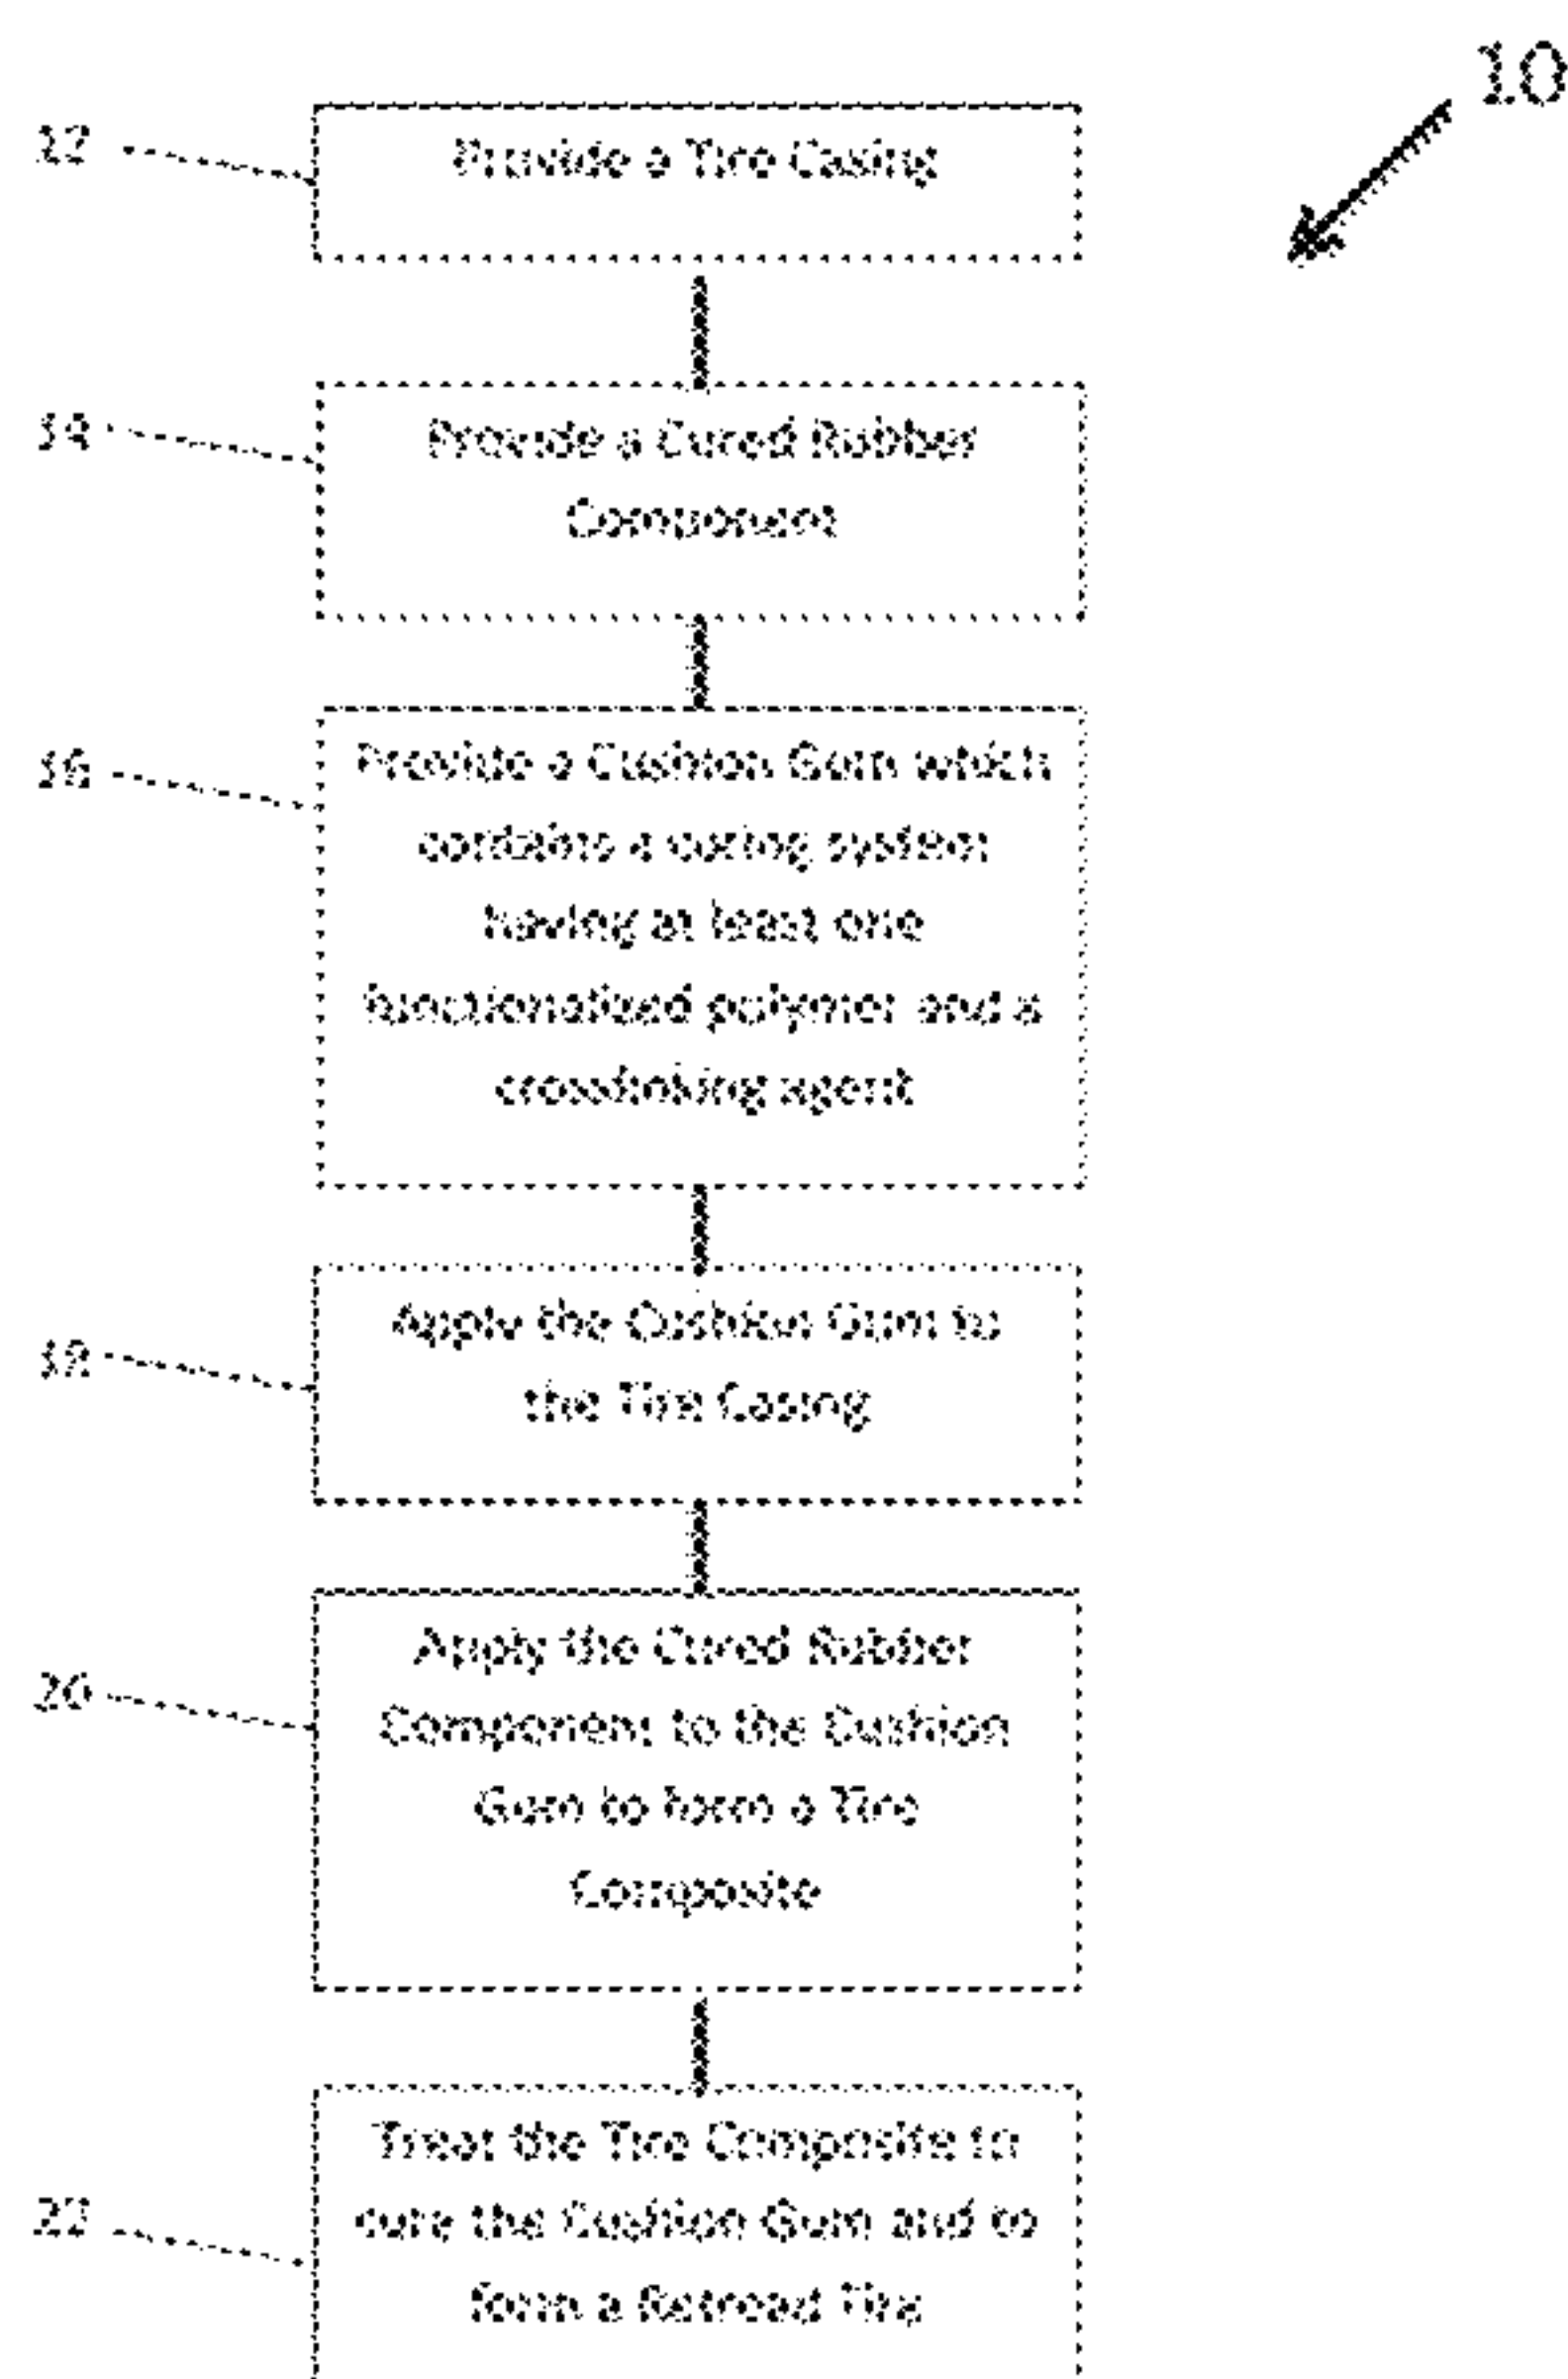 10
12
Provide a Tire Casing
14
Provide a Cured Rubber
Component
16
Provide a Cushion Gum which
contains a curing system
having at least one
functionalized polymer and a
crosslinking agent
18
Apply the Cushion Gum to
the Tire Casing
20
Apply the Cured Rubber
Component to the Cushion
Gum to form a Tire
Composite
22
Treat the Tire Composite to
cure the Cushion Gum and to
form a Retread Tire